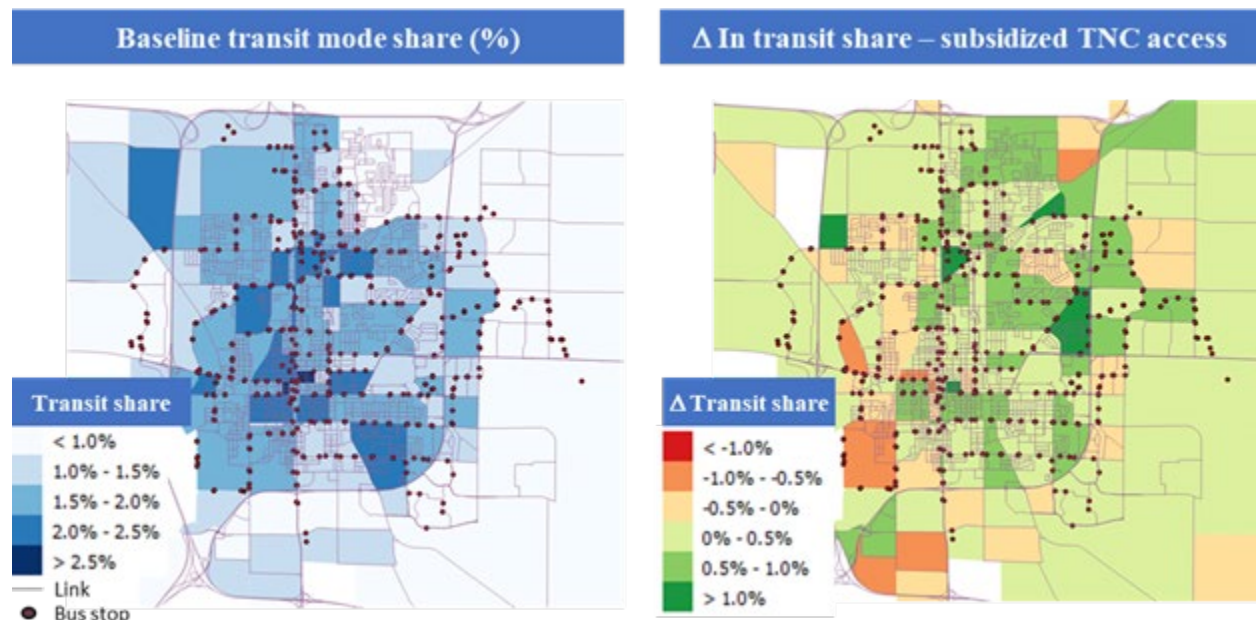 Baseline transit mode share (%)
Δ In transit share – subsidized TNC access
Transit share
< 1.0%
1.0% - 1.5%
1.5% - 2.0%
2.0% - 2.5%
> 2.5%
Link
Bus stop
Δ Transit share
< -1.0%
-1.0% - -0.5%
-0.5% - 0%
0% - 0.5%
0.5% - 1.0%
> 1.0%